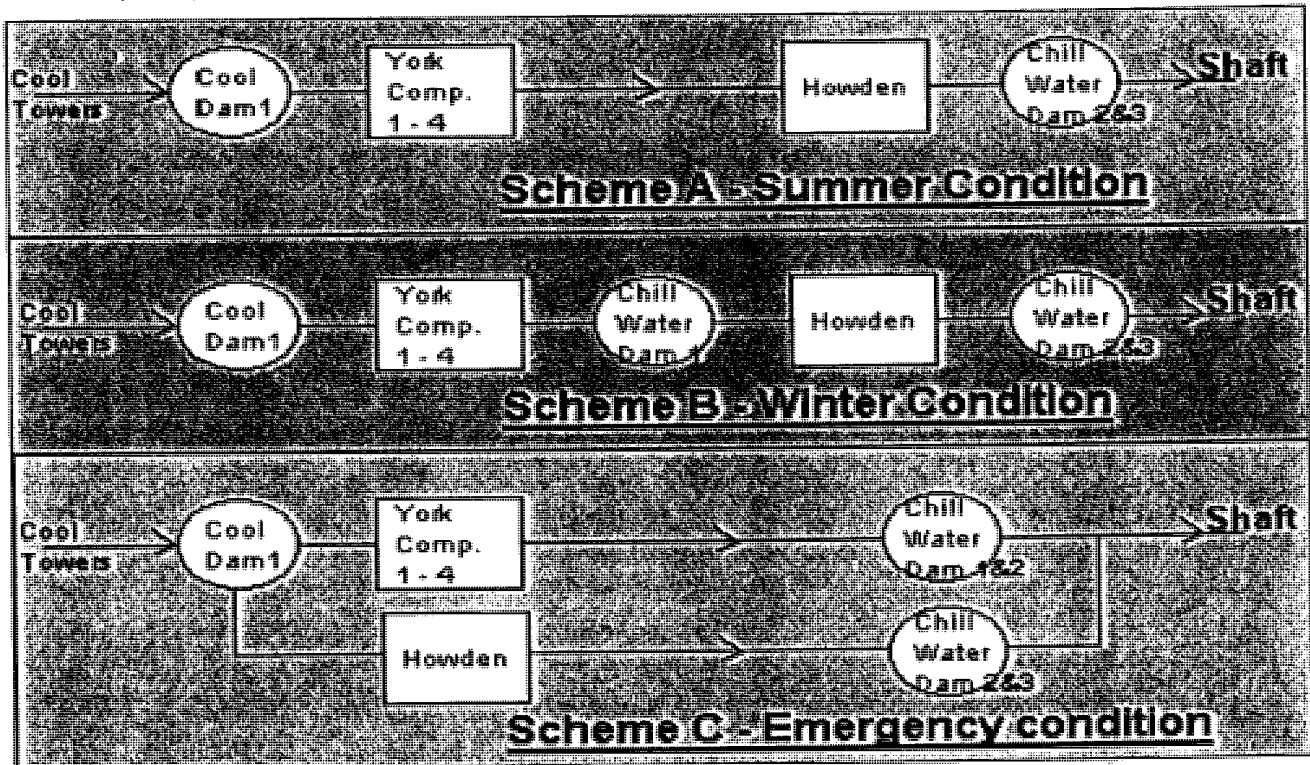 Cool
Towers
Cool
Dam1
York
Comp.
1 - 4
Howden
Chill
Water
Dam 2&3
Shaft
Scheme A - Summer Condition
Cool
Towers
Cool
Dam1
York
Comp.
1 - 4
Chill
Water
Dam 1
Howden
Chill
Water
Dam 2&3
Shaft
Scheme B - Winter Condition
Cool
Towers
Cool
Dam1
York
Comp.
1 - 4
Chill
Water
Dam 1&2
Shaft
Howden
Chill
Water
Dam 2&3
Scheme C - Emergency condition